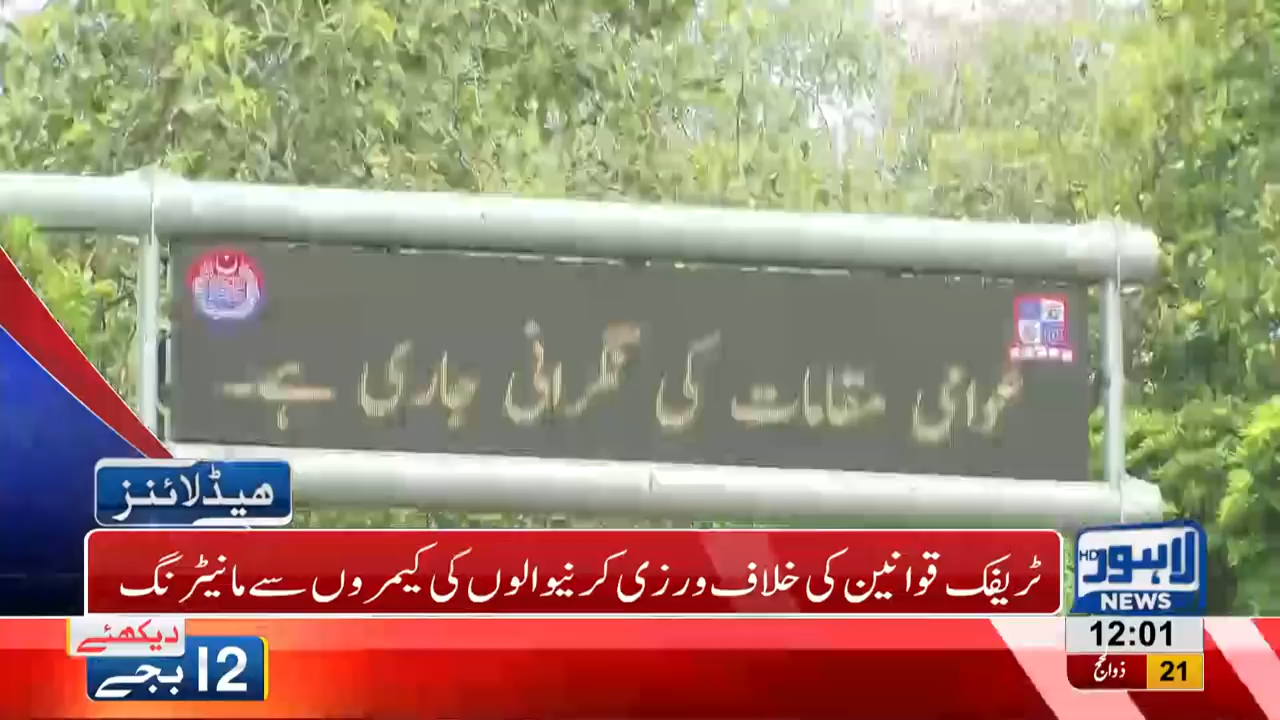 عوامی مقامات کی نگرانی جاری ہے۔
ھیڈلائنز
ٹریفک قوانین کی خلاف ورزی کرنیوالوں کی کیمروں سے مانیٹرنگ
HD
لاہور
NEWS
12:01
ذوالحج 21
دیکھئے
12 بجے